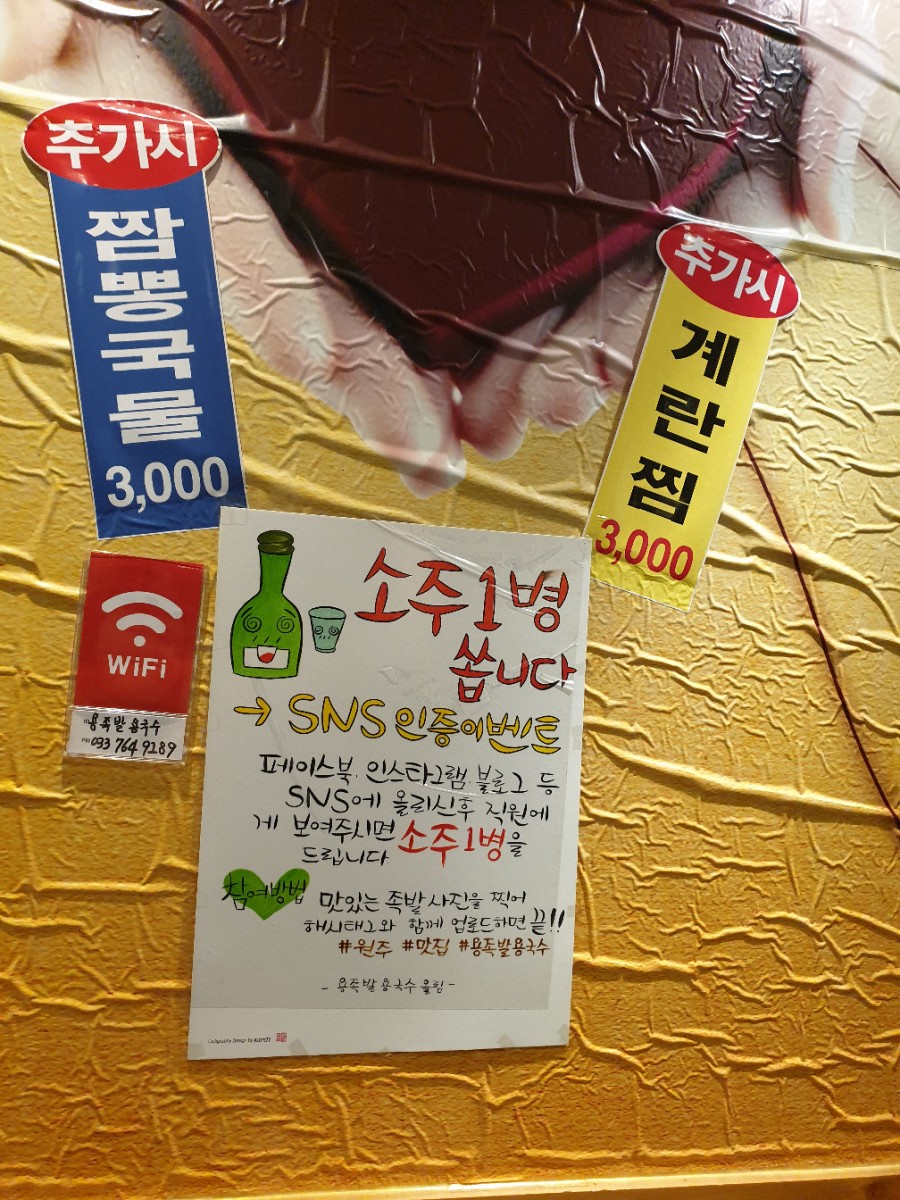 추가시
짬뽕국물
3,000
추가시
계란찜
3,000
WiFi
용족발용국수
033 764 9289
소주1병
쏩니다
→ SNS 인증이벤트
페이스북. 인스타그램. 블로그 등
SNS에 올리신후 직원에
게 보여주시면 소주1병을
드립니다
참여방법 맛있는 족발사진을 찍어
해시태그와 함께 업로드하면 끝!!
#원주 #맛집 #용족발용국수
- 용족발용국수 올림 -
Calligraphy Design by